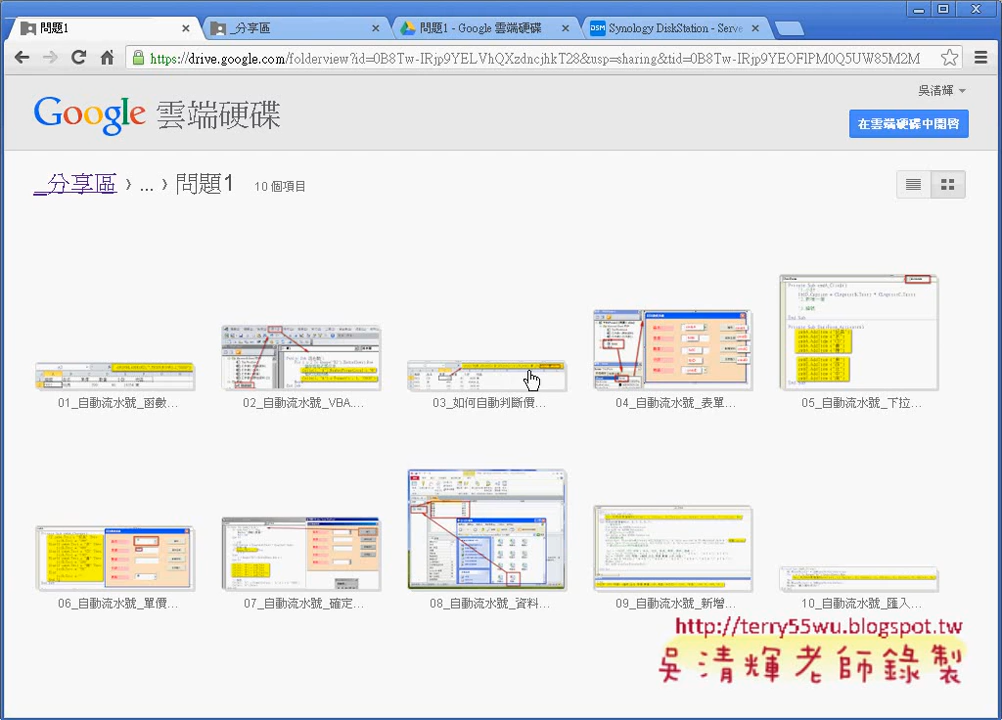 問題1
_分享區
問題1 - Google 雲端硬碟
Synology DiskStation - Serve
https://drive.google.com/folderview?id=0B8Tw-IRjp9YELVhQXzdncjhkT28&usp=sharing&tid=0B8Tw-IRjp9YEOFlPM0Q5UW85M2M
吳清輝
Google 雲端硬碟
在雲端硬碟中開啓
_分享區 › ... › 問題1 10 個項目
01_自動流水號_函數...
02_自動流水號_VBA...
03_如何自動判斷價...
04_自動流水號_表單...
05_自動流水號_下拉...
06_自動流水號_單價...
07_自動流水號_確定...
08_自動流水號_資料...
09_自動流水號_新增...
10_自動流水號_匯入...
http://terry55wu.blogspot.tw
吳清輝老師錄製